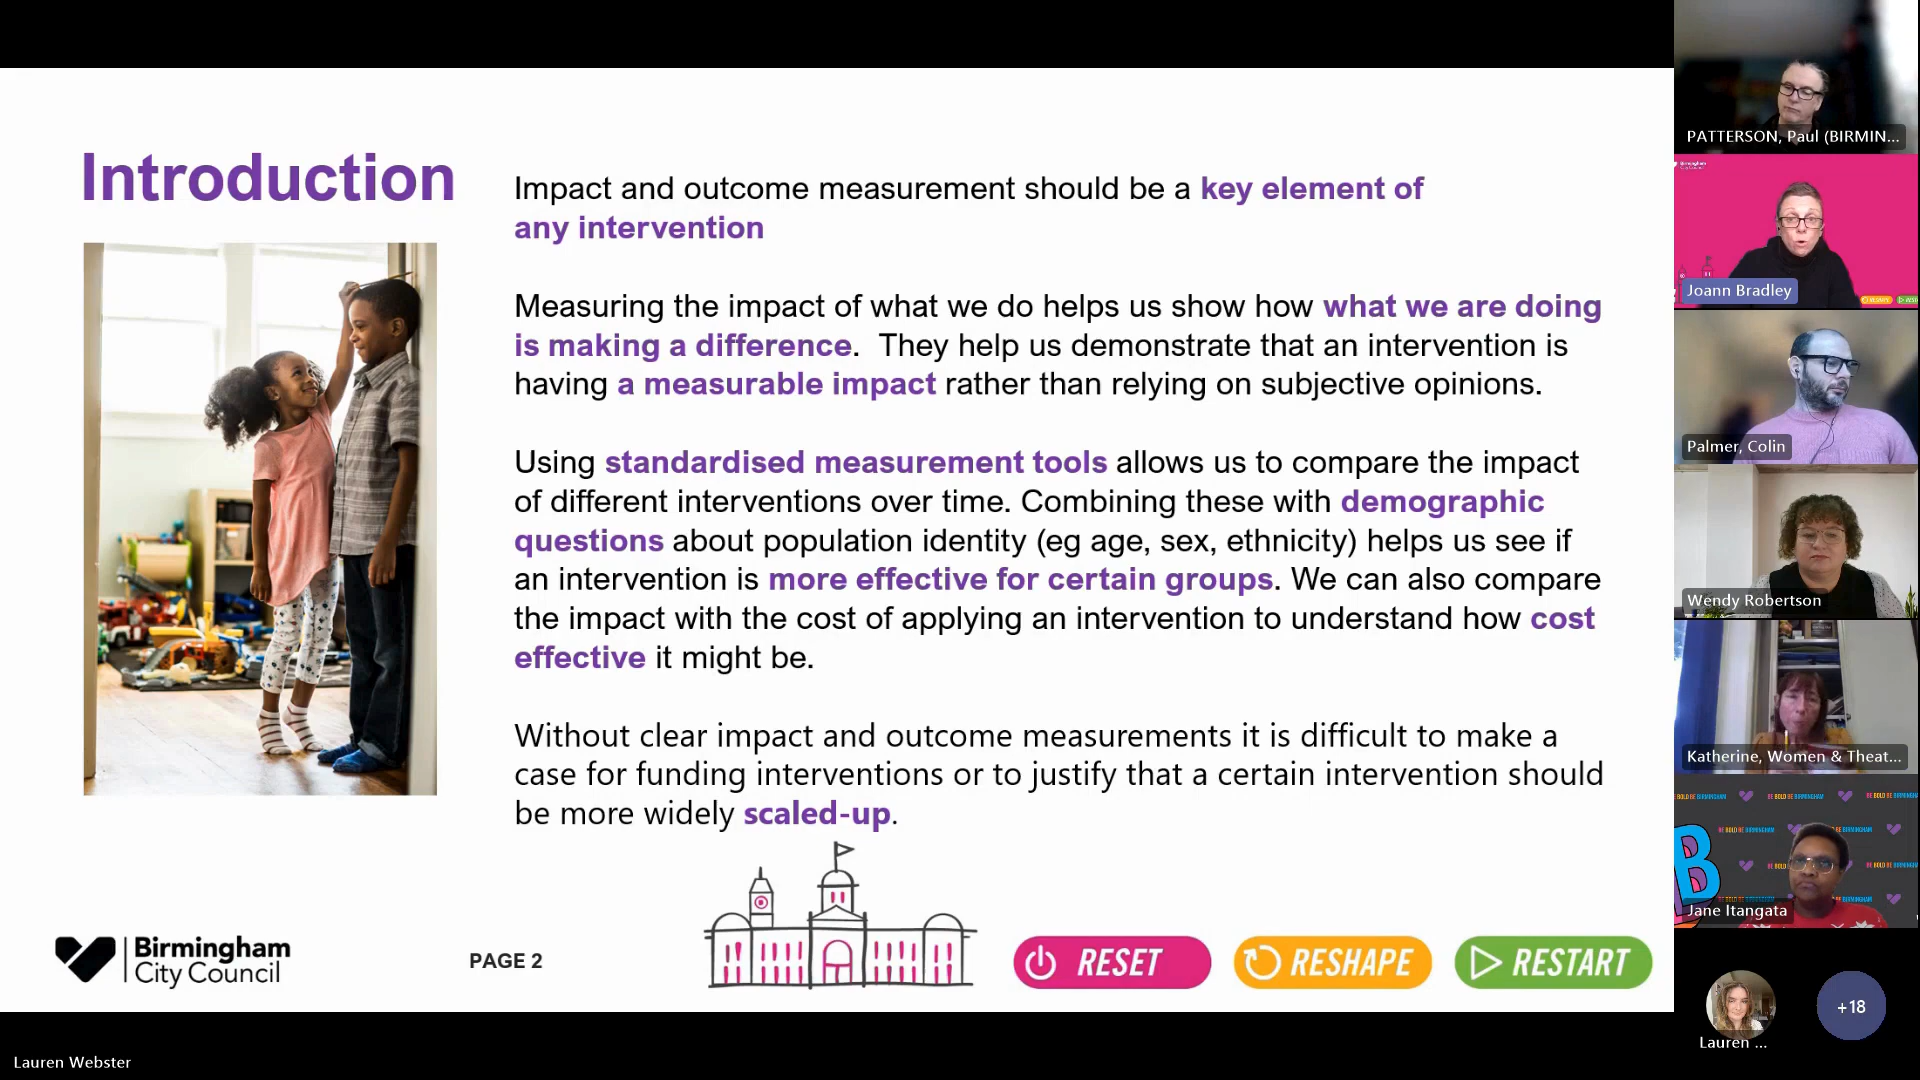 Introduction
Impact and outcome measurement should be a key element of
any intervention
Measuring the impact of what we do helps us show how what we are doing
is making a difference.  They help us demonstrate that an intervention is
having a measurable impact rather than relying on subjective opinions.
Using standardised measurement tools allows us to compare the impact
of different interventions over time. Combining these with demographic
questions about population identity (eg age, sex, ethnicity) helps us see if
an intervention is more effective for certain groups. We can also compare
the impact with the cost of applying an intervention to understand how cost
effective it might be.
Without clear impact and outcome measurements it is difficult to make a
case for funding interventions or to justify that a certain intervention should
be more widely scaled-up.
Birmingham
City Council
PAGE 2
RESET
RESHAPE
RESTART
Lauren Webster
PATTERSON, Paul (BIRMIN...
Joann Bradley
Palmer, Colin
Wendy Robertson
Katherine, Women & Theat...
BE BOLD BE BIRMINGHAM
B
Jane Itangata
Lauren ...
+18